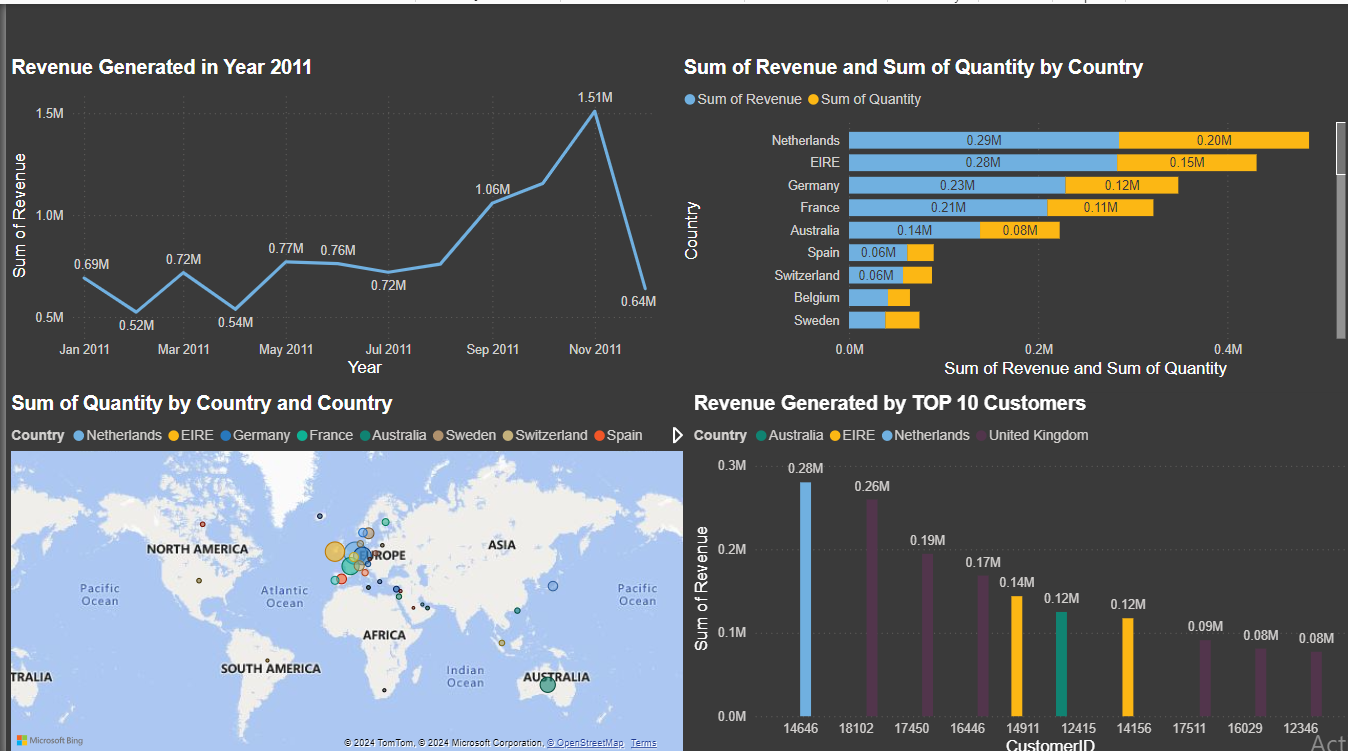 Revenue Generated in Year 2011
Sum of Revenue
1.5M
1.0M
0.5M
0.69M
0.52M
0.72M
0.54M
0.77M
0.76M
0.72M
1.06M
1.51M
0.64M
Jan 2011 Mar 2011 May 2011 Jul 2011 Sep 2011 Nov 2011
Year
Sum of Revenue and Sum of Quantity by Country
Sum of Revenue Sum of Quantity
Country
Netherlands 0.29M 0.20M
EIRE 0.28M 0.15M
Germany 0.23M 0.12M
France 0.21M 0.11M
Australia 0.14M 0.08M
Spain 0.06M
Switzerland 0.06M
Belgium
Sweden
0.0M 0.2M 0.4M
Sum of Revenue and Sum of Quantity
Sum of Quantity by Country and Country
Country Netherlands EIRE Germany France Australia Sweden Switzerland Spain
NORTH AMERICA
ASIA
Pacific
Ocean
Atlantic
Ocean
Pacific
Ocean
AFRICA
SOUTH AMERICA
Indian
Ocean
TRALIA
AUSTRALIA
Microsoft Bing
© 2024 TomTom, © 2024 Microsoft Corporation, © OpenStreetMap Terms
Revenue Generated by TOP 10 Customers
Country Australia EIRE Netherlands United Kingdom
Sum of Revenue
0.3M
0.2M
0.1M
0.0M
0.28M
0.26M
0.19M
0.17M
0.14M
0.12M
0.12M
0.09M
0.08M
0.08M
14646 18102 17450 16446 14911 12415 14156 17511 16029 12346
CustomerID
Act